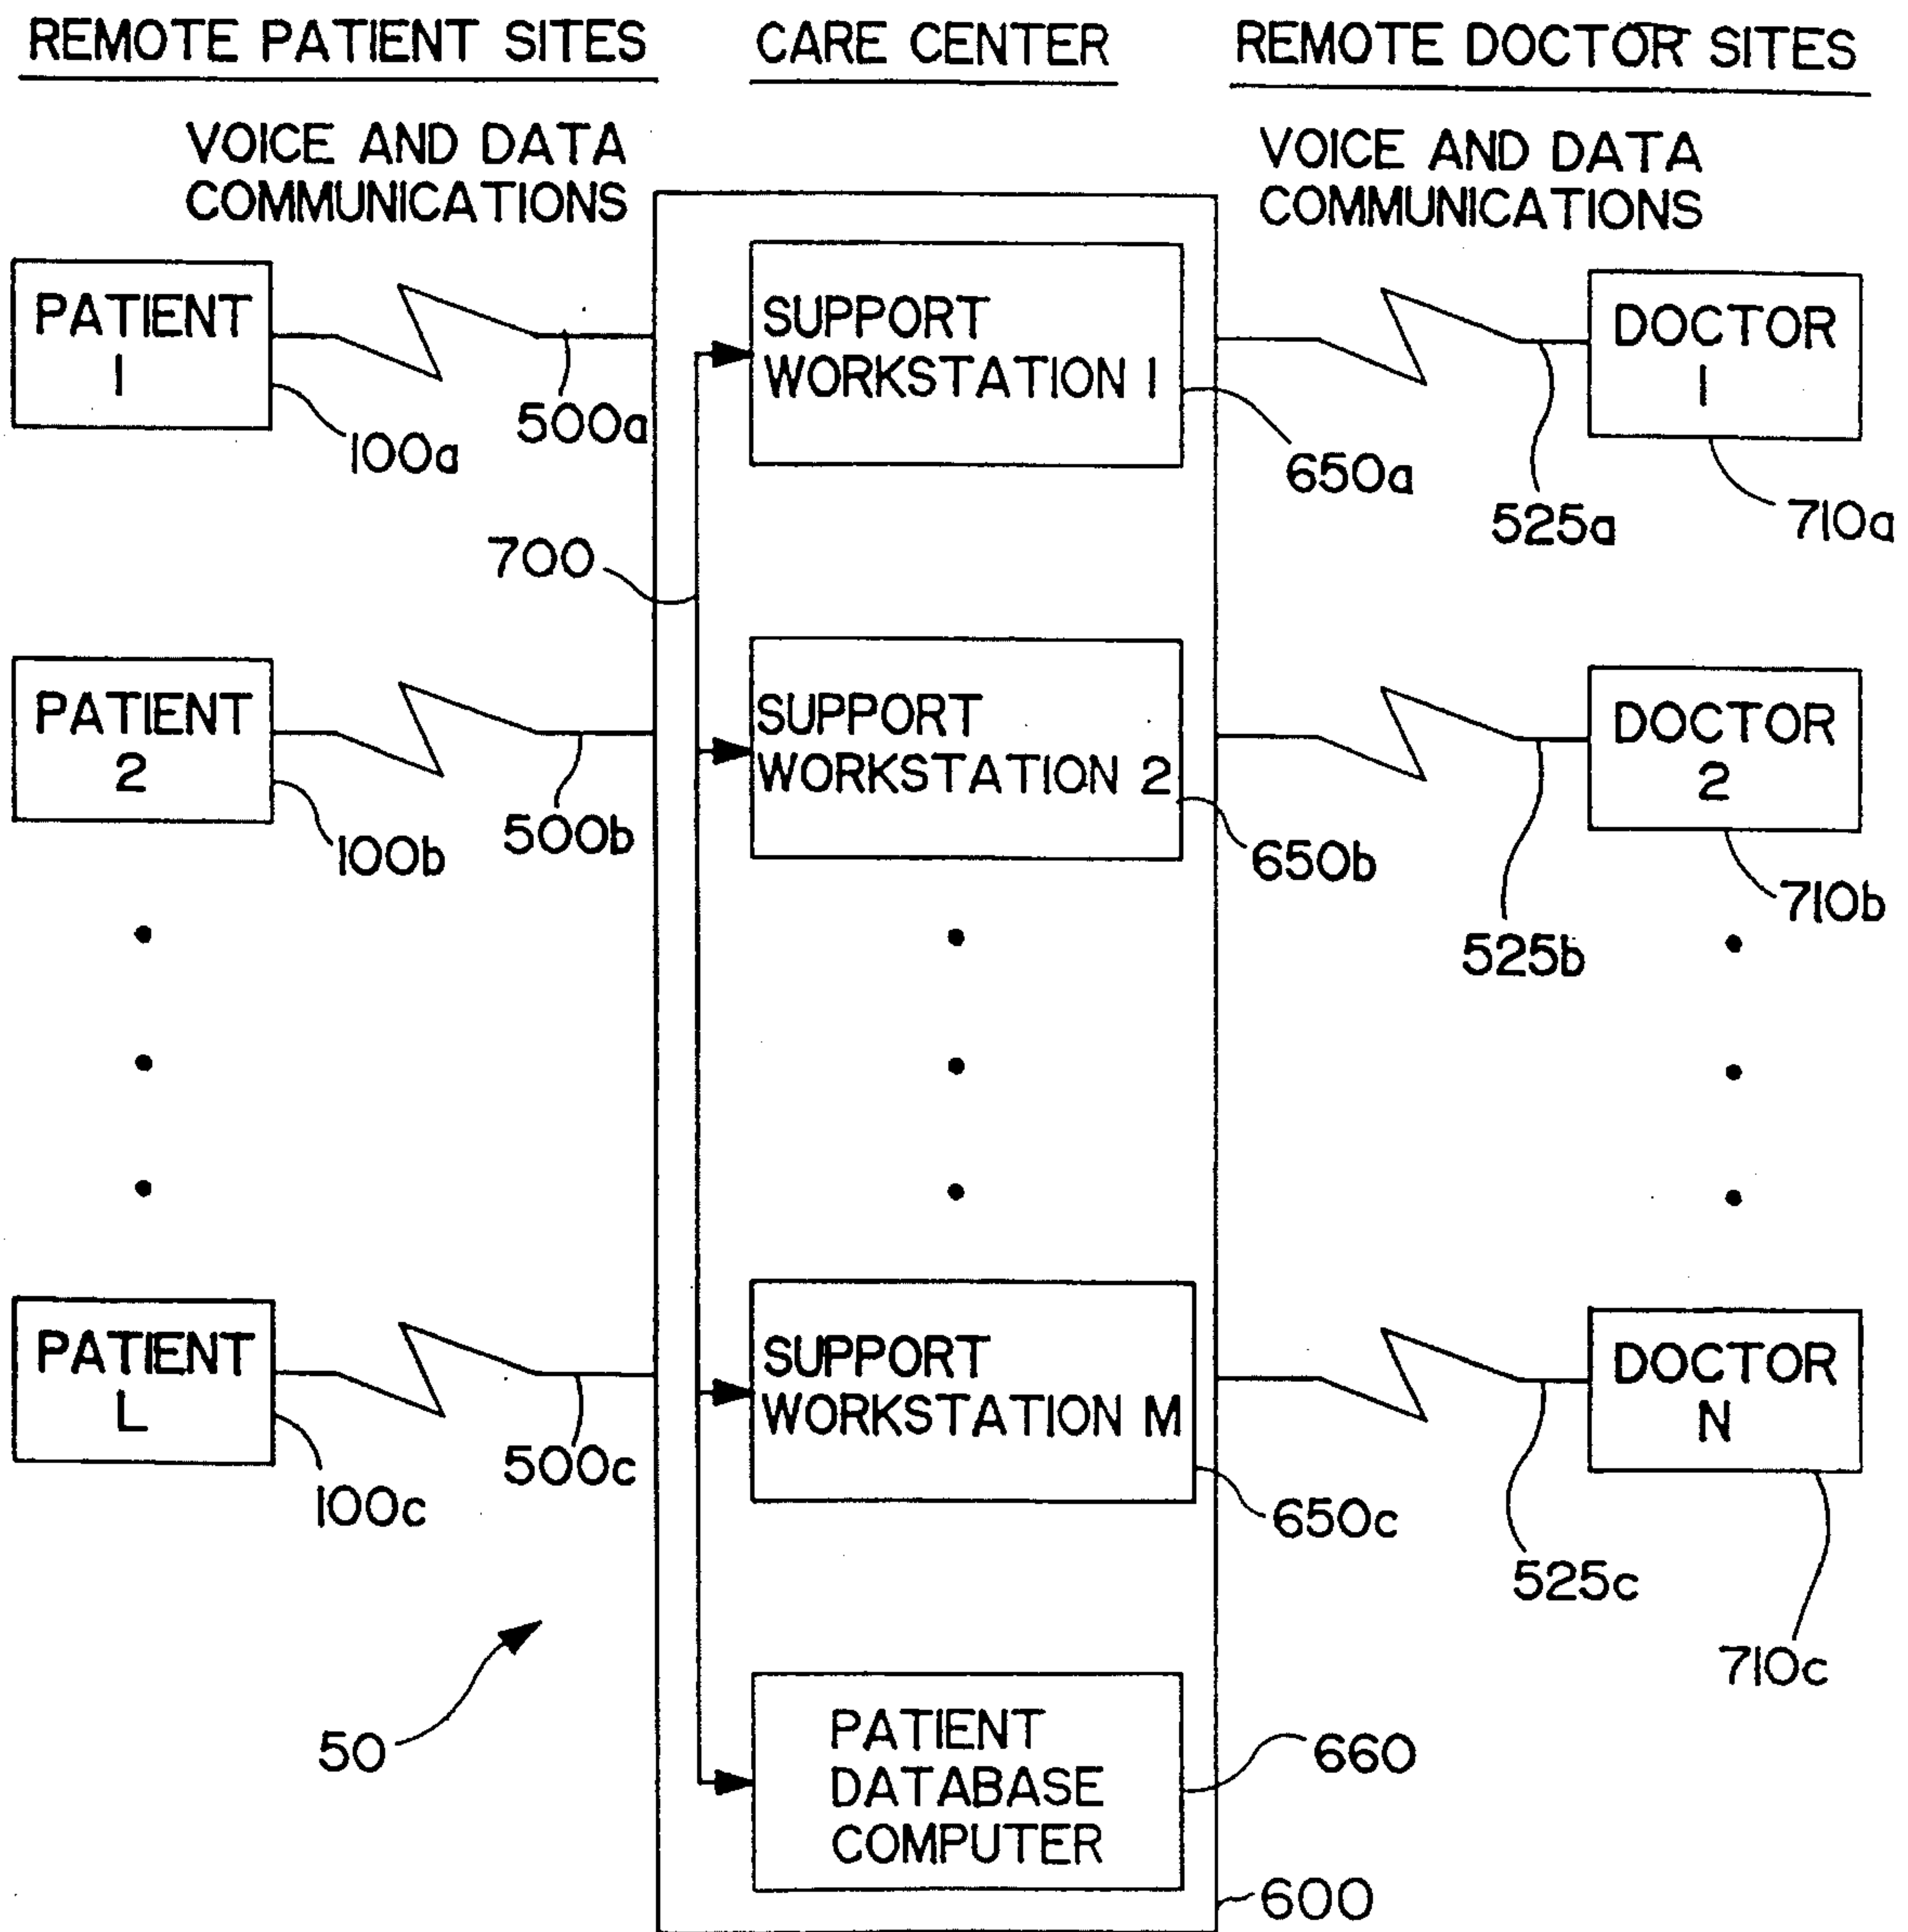 REMOTE PATIENT SITES
CARE CENTER
REMOTE DOCTOR SITES
VOICE AND DATA
COMMUNICATIONS
VOICE AND DATA
COMMUNICATIONS
PATIENT
1
100a
500a
SUPPORT
WORKSTATION 1
650a
525a
DOCTOR
1
710a
700
PATIENT
2
100b
500b
SUPPORT
WORKSTATION 2
650b
525b
DOCTOR
2
710b
PATIENT
L
100c
500c
SUPPORT
WORKSTATION M
650c
525c
DOCTOR
N
710c
50
PATIENT
DATABASE
COMPUTER
660
600